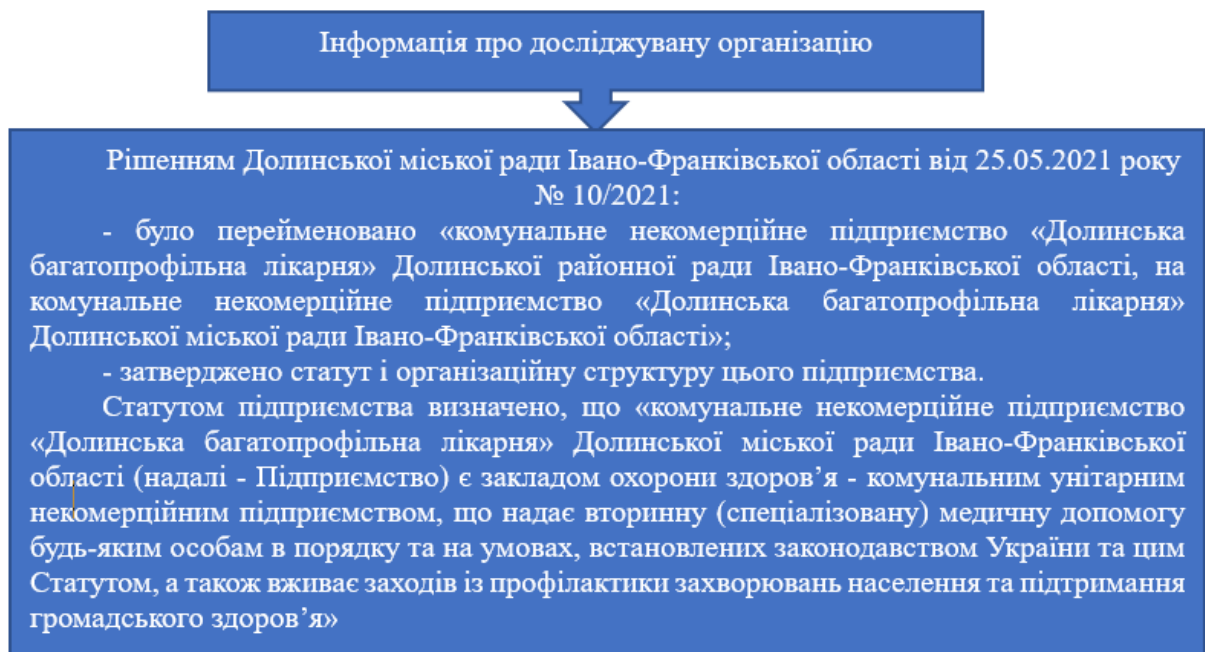 Інформація про досліджувану організацію
Рішенням Долинської міської ради Івано-Франківської області від 25.05.2021 року
№ 10/2021:
- було перейменовано «комунальне некомерційне підприємство «Долинська
багатопрофільна лікарня» Долинської районної ради Івано-Франківської області, на
комунальне некомерційне підприємство «Долинська багатопрофільна лікарня»
Долинської міської ради Івано-Франківської області»;
- затверджено статут і організаційну структуру цього підприємства.
Статутом підприємства визначено, що «комунальне некомерційне підприємство
«Долинська багатопрофільна лікарня» Долинської міської ради Івано-Франківської
області (надалі - Підприємство) є закладом охорони здоров’я - комунальним унітарним
некомерційним підприємством, що надає вторинну (спеціалізовану) медичну допомогу
будь-яким особам в порядку та на умовах, встановлених законодавством України та цим
Статутом, а також вживає заходів із профілактики захворювань населення та підтримання
громадського здоров’я»